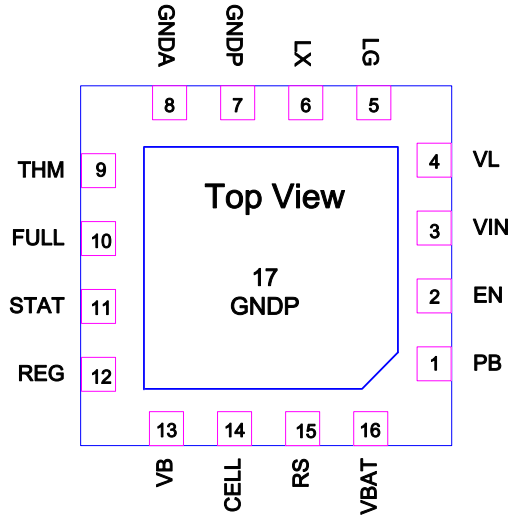 GNDA
GNDP
LX
LG
8
7
6
5
THM
9
4
VL
FULL
10
3
VIN
STAT
11
2
EN
REG
12
1
PB
Top View
17
GNDP
13
14
15
16
VB
CELL
RS
VBAT